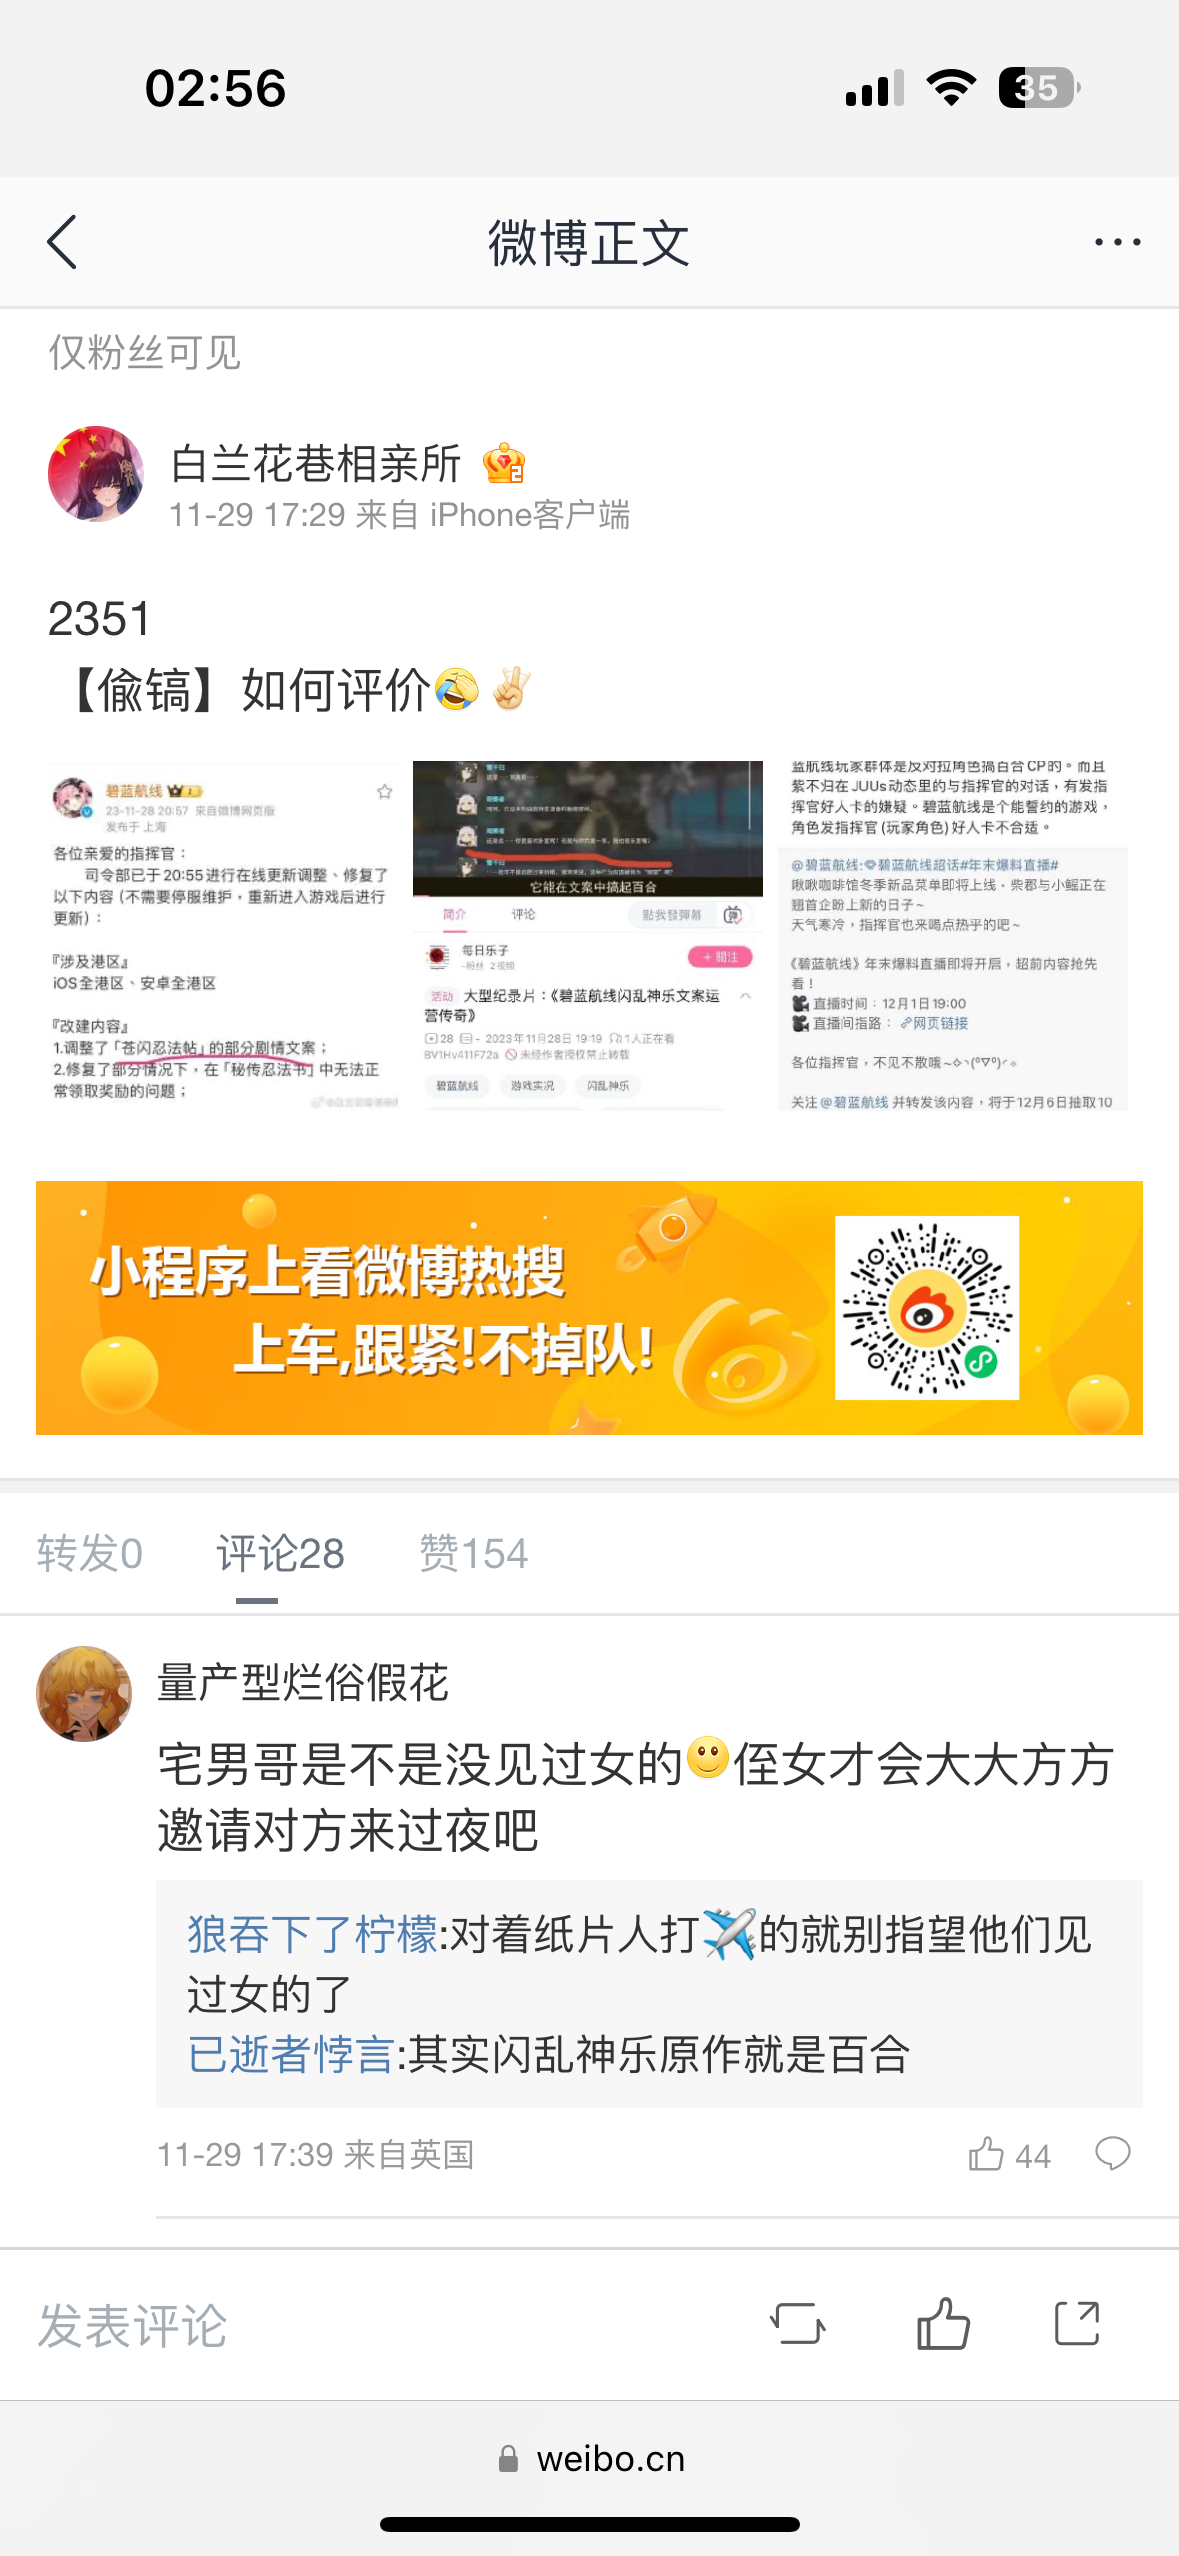 02:56
35
微博正文
仅粉丝可见
白兰花巷相亲所
2
11-29 17:29 来自 iPhone客户端
2351
【偷镐】如何评价🤣✌🏻
碧蓝航线
23-11-28 20:57 来自微博网页版
发布于 上海
各位亲爱的指挥官：
司令部已于 20:55进行在线更新调整、修复了
以下内容 (不需要停服维护，重新进入游戏后进行
更新)：
『涉及港区』
iOS全港区、安卓全港区
『改建内容』
1.调整了「苍闪忍法帖」的部分剧情文案；
2.修复了部分情况下，在「秘传忍法书」中无法正
常领取奖励的问题；
它能在文案中搞起百合
简介 评论 點我發彈幕 弹
每日乐子
-粉丝 2视频
＋關注
活动 大型纪录片：《碧蓝航线闪乱神乐文案运
营传奇》
28 - 2023年11月28日 19:19 1人正在看
BV1Hv411F72a 未经作者授权禁止转载
碧蓝航线 游戏实况 闪乱神乐
蓝航线玩家群体是反对拉角色搞百合 CP的。而且
紫不归在 JUUs动态里的与指挥官的对话，有发指
挥官好人卡的嫌疑。碧蓝航线是个能誓约的游戏，
角色发指挥官 (玩家角色) 好人卡不合适。
@碧蓝航线:碧蓝航线超话#年末爆料直播#
啾啾咖啡馆冬季新品菜单即将上线，柴郡与小鳐正在
翘首企盼上新的日子~
天气寒冷，指挥官也来喝点热乎的吧~
《碧蓝航线》年末爆料直播即将开启，超前内容抢先
看！
直播时间：12月1日19:00
直播间指路：网页链接
各位指挥官，不见不散哦~✧٩(º∇º)
关注@碧蓝航线 并转发该内容，将于12月6日抽取10
小程序上看微博热搜
上车,跟紧!不掉队!
转发0 评论28 赞154
量产型烂俗假花
宅男哥是不是没见过女的🙂侄女才会大大方方
邀请对方来过夜吧
狼吞下了柠檬:对着纸片人打✈️的就别指望他们见
过女的了
已逝者悖言:其实闪乱神乐原作就是百合
11-29 17:39 来自英国
44
发表评论
weibo.cn